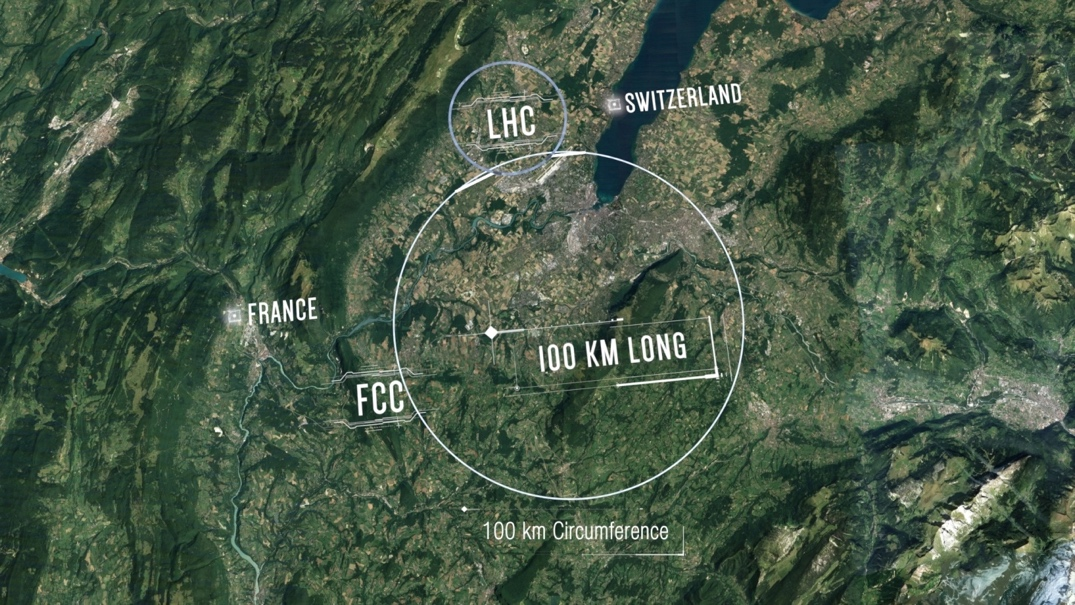 LHC
SWITZERLAND
FRANCE
100 KM LONG
FCC
100 km Circumference